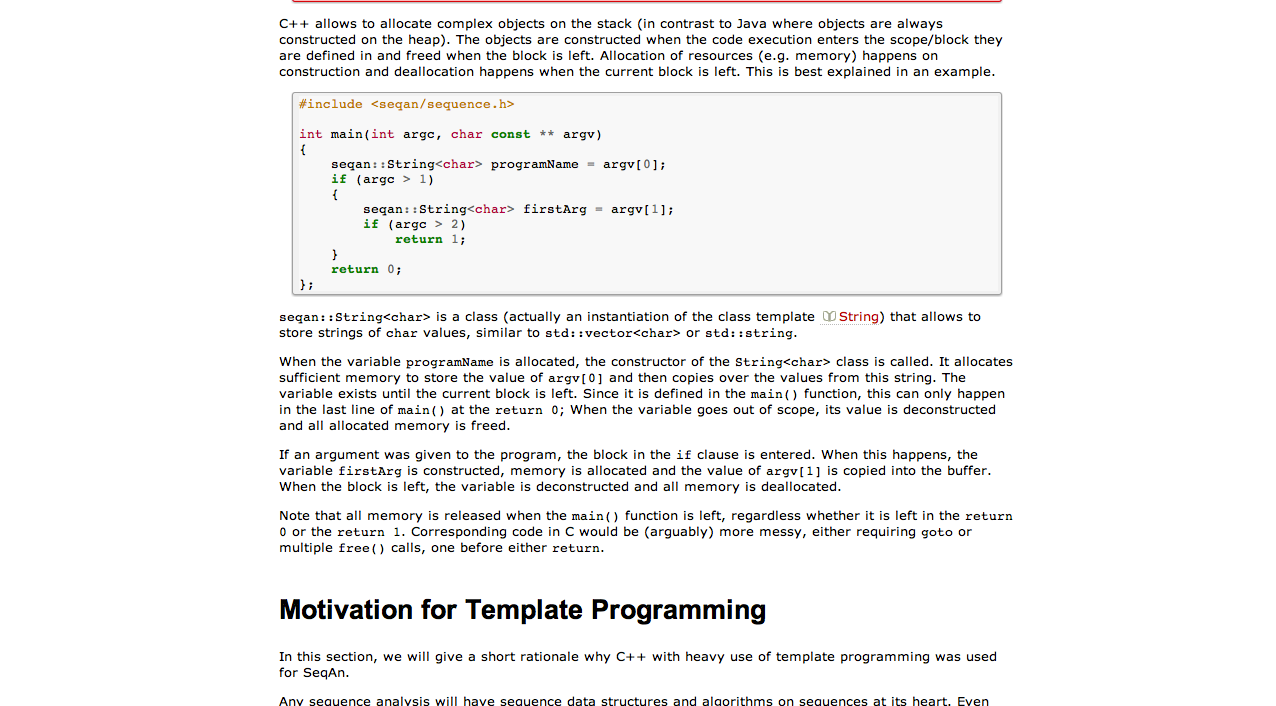 C++ allows to allocate complex objects on the stack (in contrast to Java where objects are always
constructed on the heap). The objects are constructed when the code execution enters the scope/block they
are defined in and freed when the block is left. Allocation of resources (e.g. memory) happens on
construction and deallocation happens when the current block is left. This is best explained in an example.
#include <seqan/sequence.h>
int main(int argc, char const ** argv)
{
    seqan::String<char> programName = argv[0];
    if (argc > 1)
    {
        seqan::String<char> firstArg = argv[1];
        if (argc > 2)
            return 1;
    }
    return 0;
};
seqan::String<char> is a class (actually an instantiation of the class template String) that allows to
store strings of char values, similar to std::vector<char> or std::string.
When the variable programName is allocated, the constructor of the String<char> class is called. It allocates
sufficient memory to store the value of argv[0] and then copies over the values from this string. The
variable exists until the current block is left. Since it is defined in the main() function, this can only happen
in the last line of main() at the return 0; When the variable goes out of scope, its value is deconstructed
and all allocated memory is freed.
If an argument was given to the program, the block in the if clause is entered. When this happens, the
variable firstArg is constructed, memory is allocated and the value of argv[1] is copied into the buffer.
When the block is left, the variable is deconstructed and all memory is deallocated.
Note that all memory is released when the main() function is left, regardless whether it is left in the return
0 or the return 1. Corresponding code in C would be (arguably) more messy, either requiring goto or
multiple free() calls, one before either return.
Motivation for Template Programming
In this section, we will give a short rationale why C++ with heavy use of template programming was used
for SeqAn.
Any sequence analysis will have sequence data structures and algorithms on sequences at its heart. Even